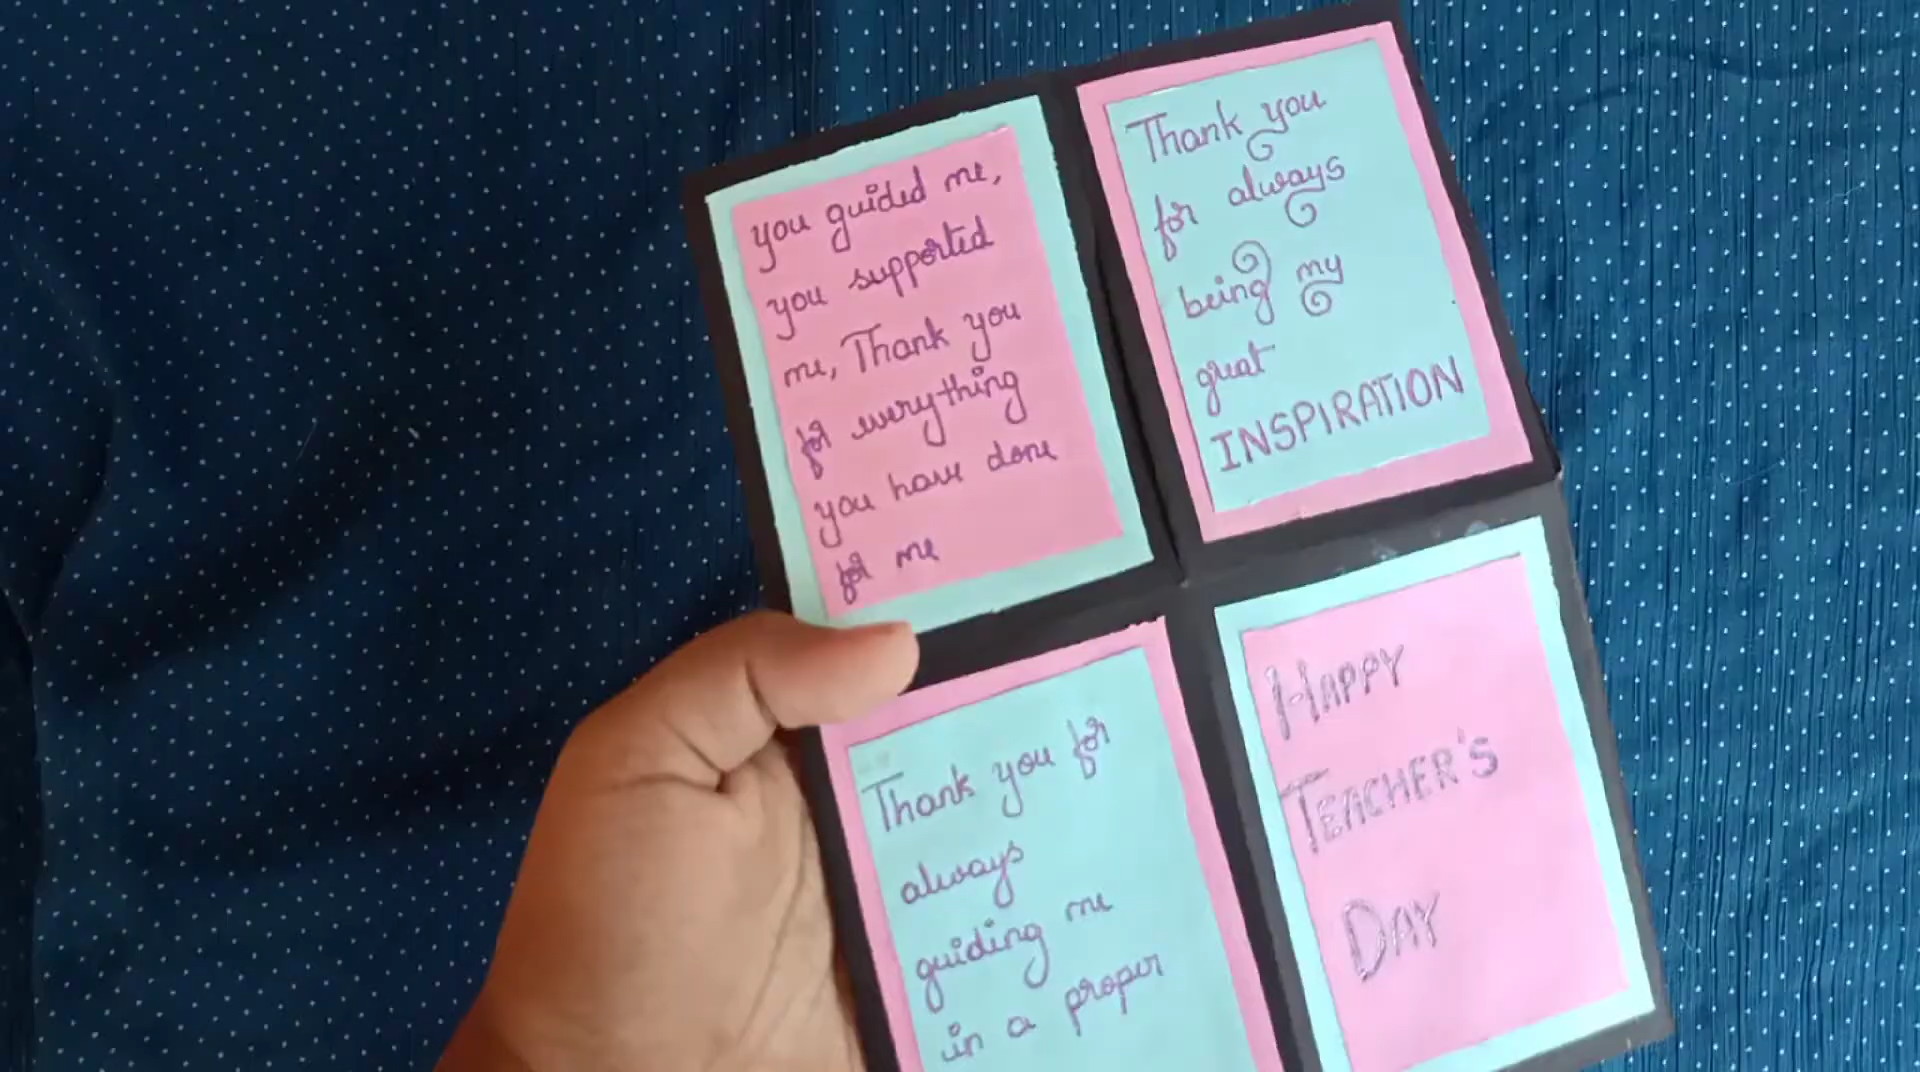 you guided me,
you supported
me, Thank you
for everything
you have done
for me
Thank you
for always
being my
great
INSPIRATION
Thank you for
always
guiding me
in a proper
HAPPY
TEACHER'S
DAY